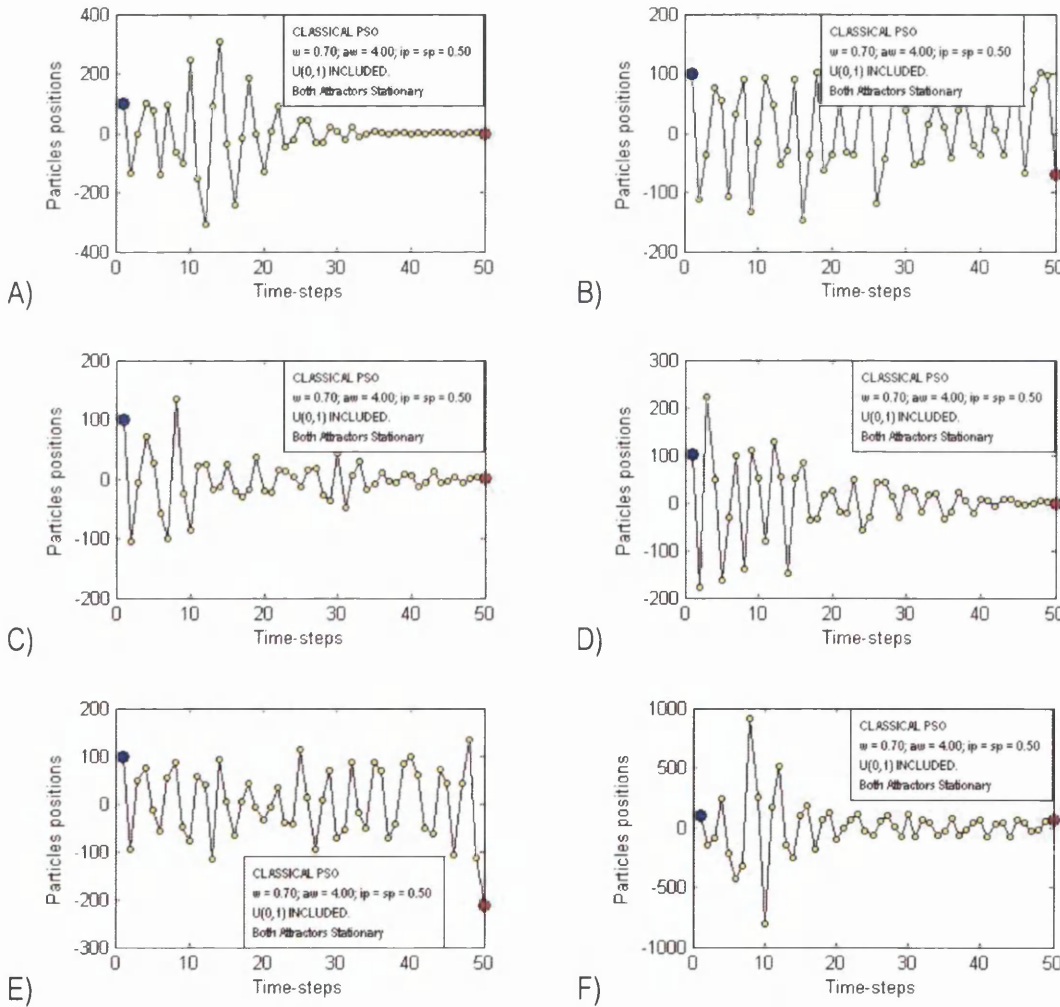 400
200
0
-200
-400
Particles positions
0 10 20 30 40 50
Time-steps
CLASSICAL PSO
w = 0.70; aw = 4.00; ip = sp = 0.50
U(0,1) INCLUDED.
Both Attractors Stationary
A)
200
100
0
-100
-200
Particles positions
0 10 20 30 40 50
Time-steps
CLASSICAL PSO
w = 0.70; aw = 4.00; ip = sp = 0.50
U(0,1) INCLUDED.
Both Attractors Stationary
B)
200
100
0
-100
-200
Particles positions
0 10 20 30 40 50
Time-steps
CLASSICAL PSO
w = 0.70; aw = 4.00; ip = sp = 0.50
U(0,1) INCLUDED.
Both Attractors Stationary
C)
300
200
100
0
-100
-200
Particles positions
0 10 20 30 40 50
Time-steps
CLASSICAL PSO
w = 0.70; aw = 4.00; ip = sp = 0.50
U(0,1) INCLUDED.
Both Attractors Stationary
D)
200
100
0
-100
-200
-300
Particles positions
0 10 20 30 40 50
Time-steps
CLASSICAL PSO
w = 0.70; aw = 4.00; ip = sp = 0.50
U(0,1) INCLUDED.
Both Attractors Stationary
E)
1000
500
0
-500
-1000
Particles positions
0 10 20 30 40 50
Time-steps
CLASSICAL PSO
w = 0.70; aw = 4.00; ip = sp = 0.50
U(0,1) INCLUDED.
Both Attractors Stationary
F)